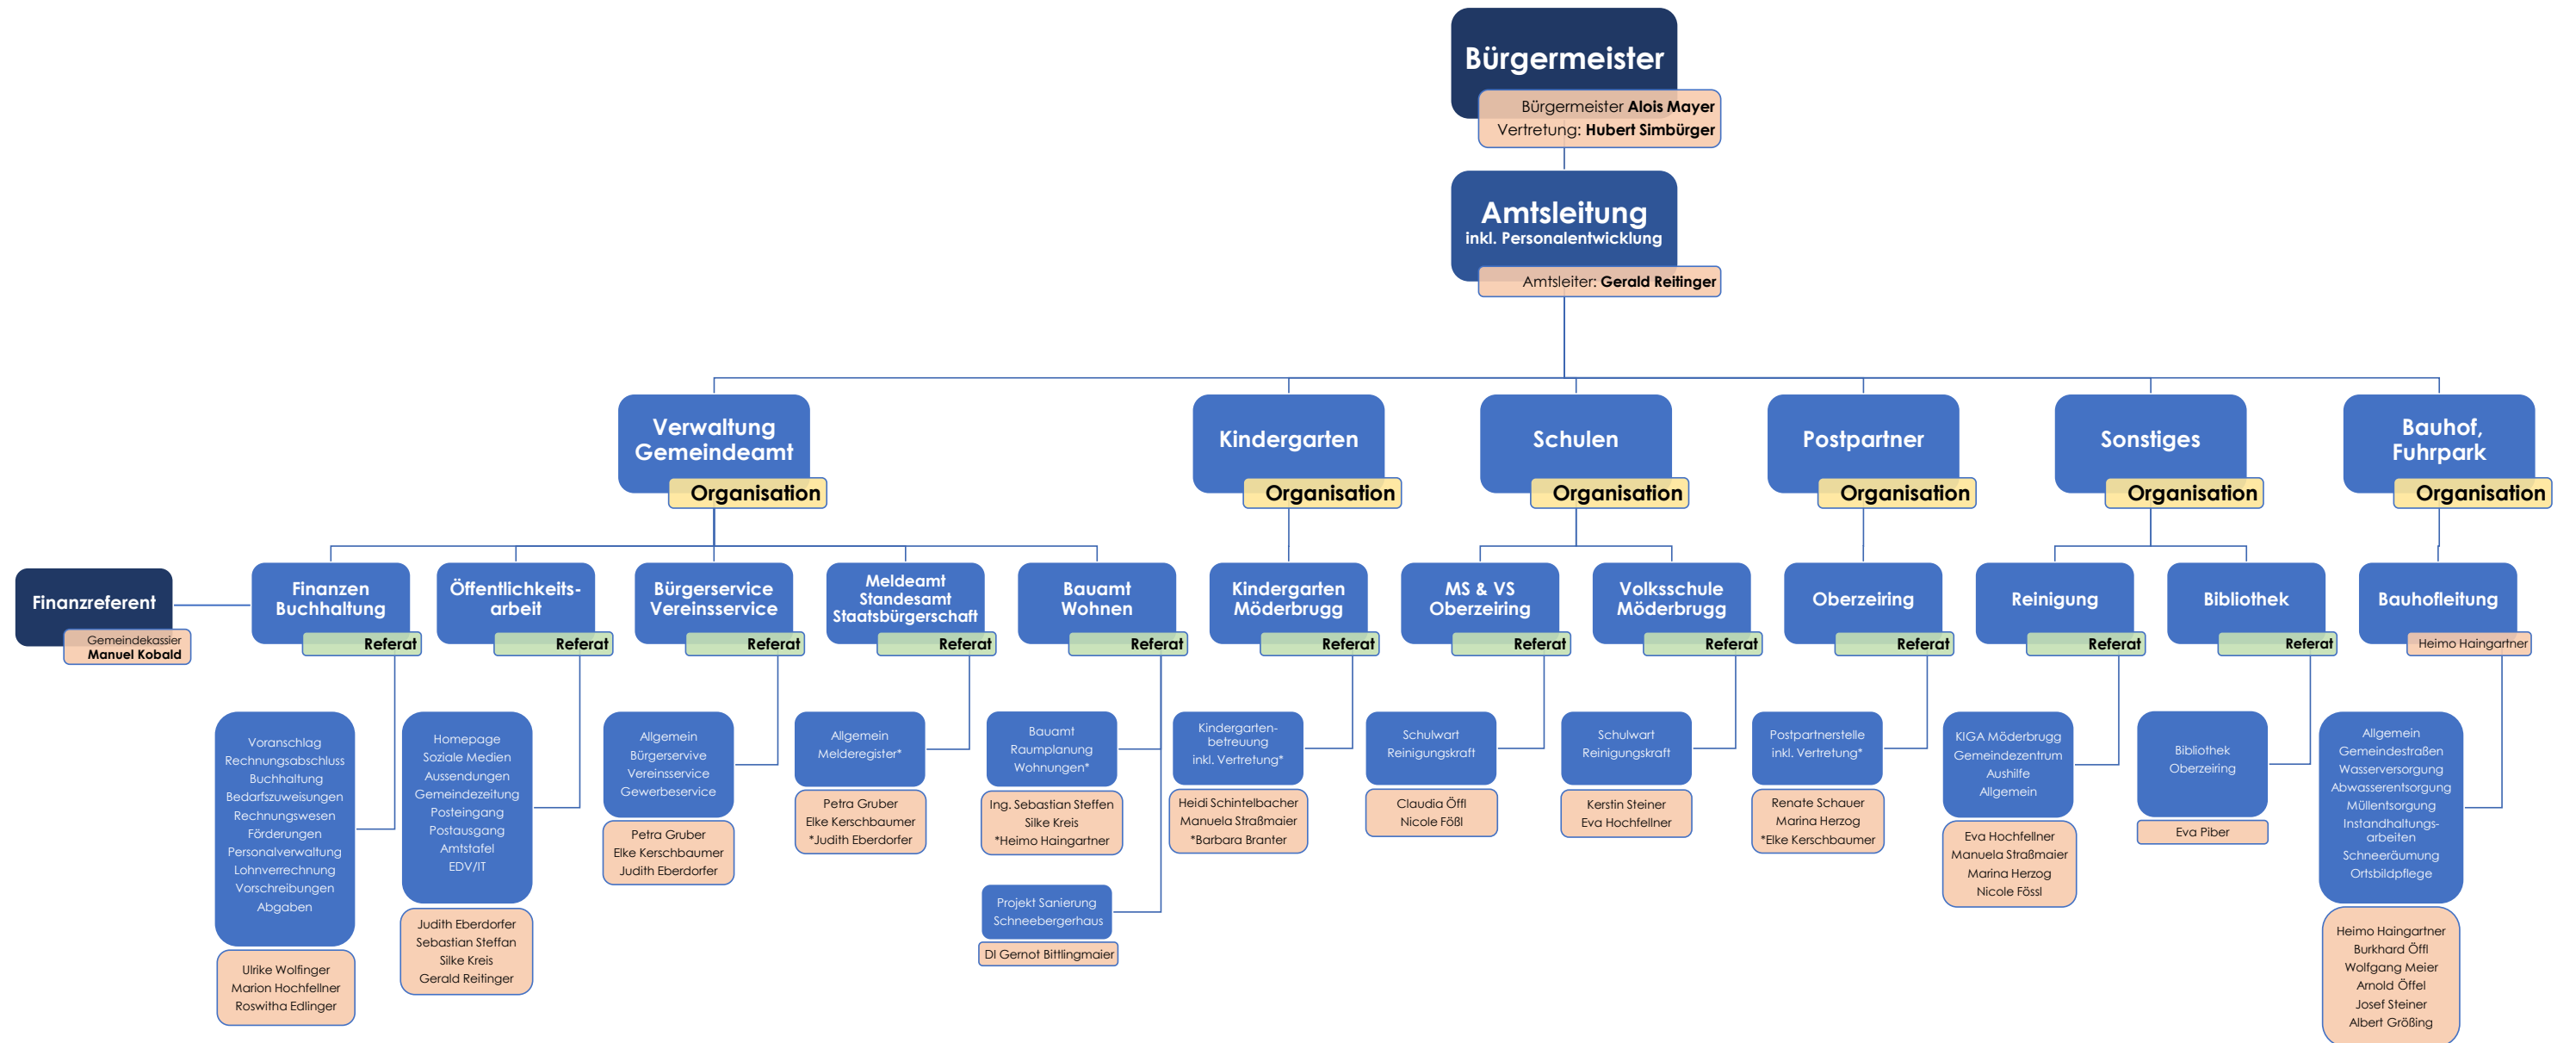 Bürgermeister
Bürgermeister Alois Mayer
Vertretung: Hubert Simbürger
Amtsleitung
inkl. Personalentwicklung
Amtsleiter: Gerald Reitinger
Verwaltung
Gemeindeamt
Organisation
Kindergarten
Organisation
Schulen
Organisation
Postpartner
Organisation
Sonstiges
Organisation
Bauhof,
Fuhrpark
Organisation
Finanzreferent
Gemeindekassier
Manuel Kobald
Finanzen
Buchhaltung
Referat
Öffentlichkeits-
arbeit
Referat
Bürgerservice
Vereinsservice
Referat
Meldeamt
Standesamt
Staatsbürgerschaft
Referat
Bauamt
Wohnen
Referat
Kindergarten
Möderbrugg
Referat
MS & VS
Oberzeiring
Referat
Volksschule
Möderbrugg
Referat
Oberzeiring
Referat
Reinigung
Referat
Bibliothek
Referat
Bauhofleitung
Heimo Haingartner
Voranschlag
Rechnungsabschluss
Buchhaltung
Bedarfszuweisungen
Rechnungswesen
Förderungen
Personalverwaltung
Lohnverrechnung
Vorschreibungen
Abgaben
Ulrike Wolfinger
Marion Hochfellner
Roswitha Edlinger
Homepage
Soziale Medien
Aussendungen
Gemeindezeitung
Posteingang
Postausgang
Amtstafel
EDV/IT
Judith Eberdorfer
Sebastian Steffan
Silke Kreis
Gerald Reitinger
Allgemein
Bürgerservive
Vereinsservice
Gewerbeservice
Petra Gruber
Elke Kerschbaumer
Judith Eberdorfer
Allgemein
Melderegister*
Petra Gruber
Elke Kerschbaumer
*Judith Eberdorfer
Bauamt
Raumplanung
Wohnungen*
Ing. Sebastian Steffen
Silke Kreis
*Heimo Haingartner
Projekt Sanierung
Schneebergerhaus
DI Gernot Bittlingmaier
Kindergarten-
betreuung
inkl. Vertretung*
Heidi Schintelbacher
Manuela Straßmaier
*Barbara Branter
Schulwart
Reinigungskraft
Claudia Öffl
Nicole Fößl
Schulwart
Reinigungskraft
Kerstin Steiner
Eva Hochfellner
Postpartnerstelle
inkl. Vertretung*
Renate Schauer
Marina Herzog
*Elke Kerschbaumer
KIGA Möderbrugg
Gemeindezentrum
Aushilfe
Allgemein
Eva Hochfellner
Manuela Straßmaier
Marina Herzog
Nicole Fössl
Bibliothek
Oberzeiring
Eva Piber
Allgemein
Gemeindestraßen
Wasserversorgung
Abwasserentsorgung
Müllentsorgung
Instandhaltungs-
arbeiten
Schneeräumung
Ortsbildpflege
Heimo Haingartner
Burkhard Öffl
Wolfgang Meier
Arnold Öffel
Josef Steiner
Albert Größing